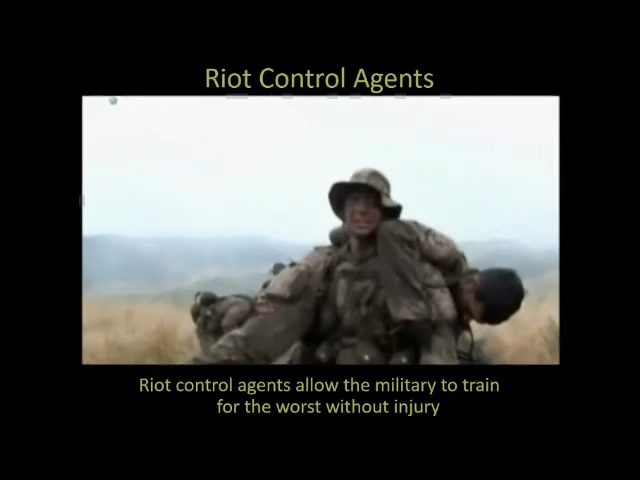 Riot Control Agents
Riot control agents allow the military to train
for the worst without injury